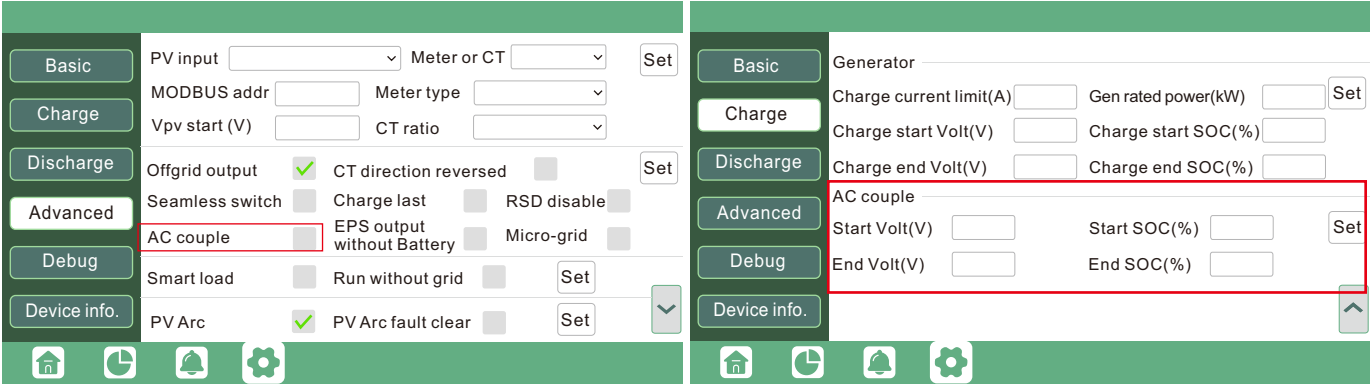 Basic
Charge
Discharge
Advanced
Debug
Device info.
PV input Meter or CT Set
MODBUS addr Meter type
Vpv start (V) CT ratio
Offgrid output CT direction reversed Set
Seamless switch Charge last RSD disable
AC couple EPS output without Battery Micro-grid
Smart load Run without grid Set
PV Arc PV Arc fault clear Set
Basic
Charge
Discharge
Advanced
Debug
Device info.
Generator
Charge current limit(A) Gen rated power(kW) Set
Charge start Volt(V) Charge start SOC(%)
Charge end Volt(V) Charge end SOC(%)
AC couple
Start Volt(V) Start SOC(%) Set
End Volt(V) End SOC(%)